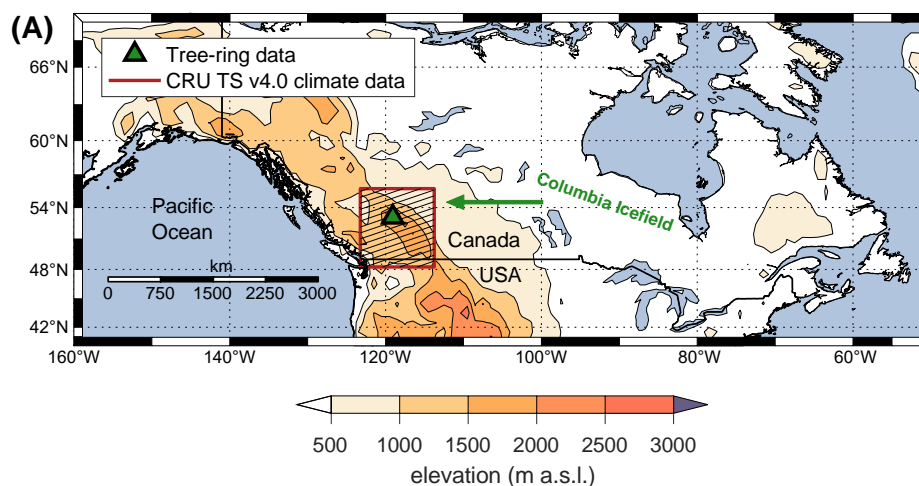 (A)
Tree-ring data
CRU TS v4.0 climate data
66°N
60°N
54°N
48°N
42°N
Pacific
Ocean
Columbia Icefield
Canada
USA
km
0 750 1500 2250 3000
160°W 140°W 120°W 100°W 80°W 60°W
500 1000 1500 2000 2500 3000
elevation (m a.s.l.)